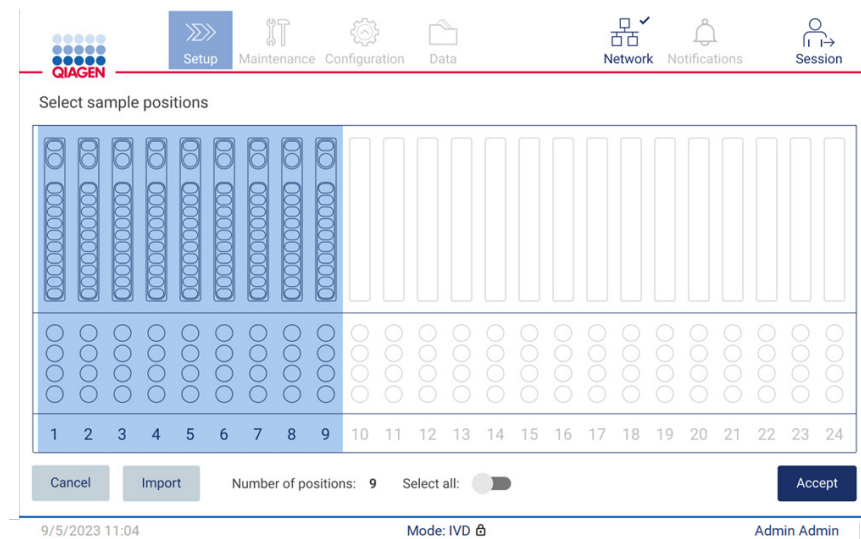 QIAGEN
Setup Maintenance Configuration Data Network Notifications Session
Select sample positions
1 2 3 4 5 6 7 8 9 10 11 12 13 14 15 16 17 18 19 20 21 22 23 24
Cancel Import Number of positions: 9 Select all: Accept
9/5/2023 11:04 Mode: IVD Admin Admin